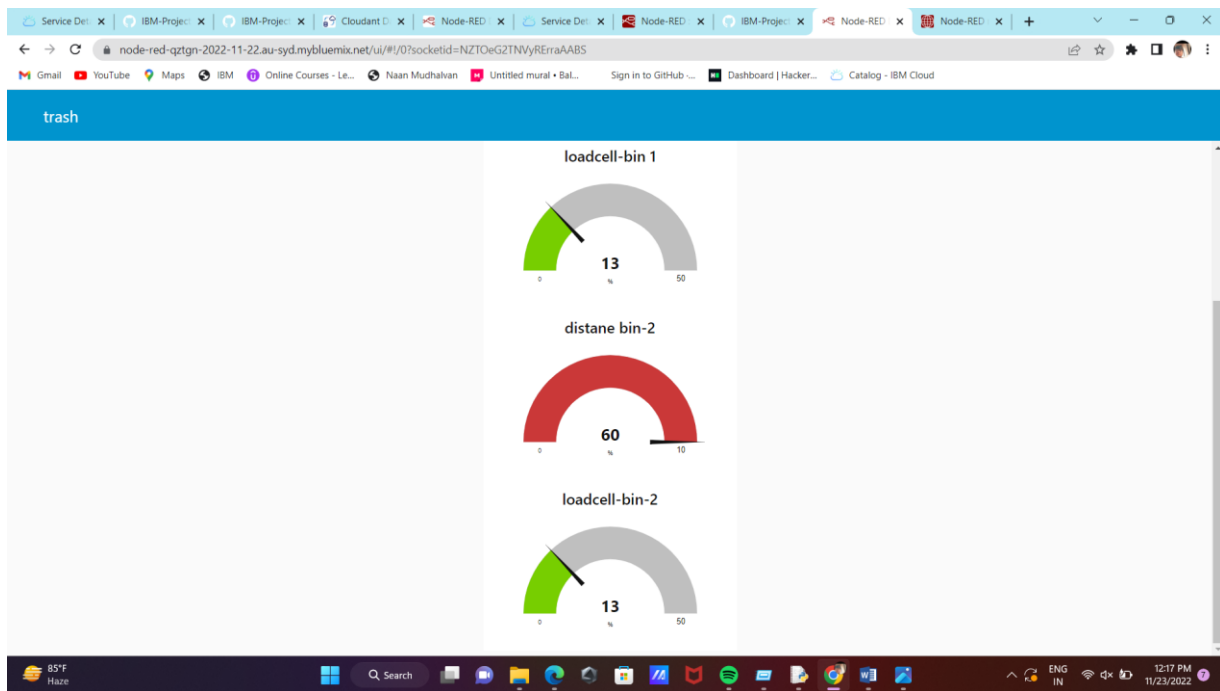 Service Det IBM-Project IBM-Project Cloudant D Node-RED Service Det Node-RED IBM-Project Node-RED Node-RED
node-red-qztgn-2022-11-22.au-syd.mybluemix.net/ui/#!/0?socketid=NZTOeG2TNVyRErraAABS
Gmail YouTube Maps IBM Online Courses - Le... Naan Mudhalvan Untitled mural • Bal... Sign in to GitHub ·... Dashboard | Hacker... Catalog - IBM Cloud
trash
loadcell-bin 1
13
0 % 50
distane bin-2
60
0 % 10
loadcell-bin-2
13
0 % 50
85°F
Haze
Search
ENG
IN
12:17 PM
11/23/2022